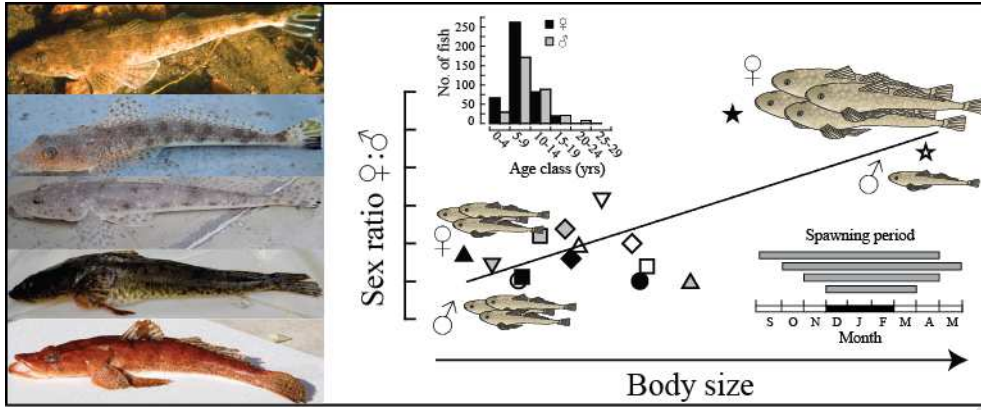 No. of fish
250
200
150
100
50
0
♀
♂
0-4
5-9
10-14
15-19
20-24
25-29
Age class (yrs)
Sex ratio ♀:♂
♀
♂
♀
♂
Spawning period
S O N D J F M A M
Month
Body size